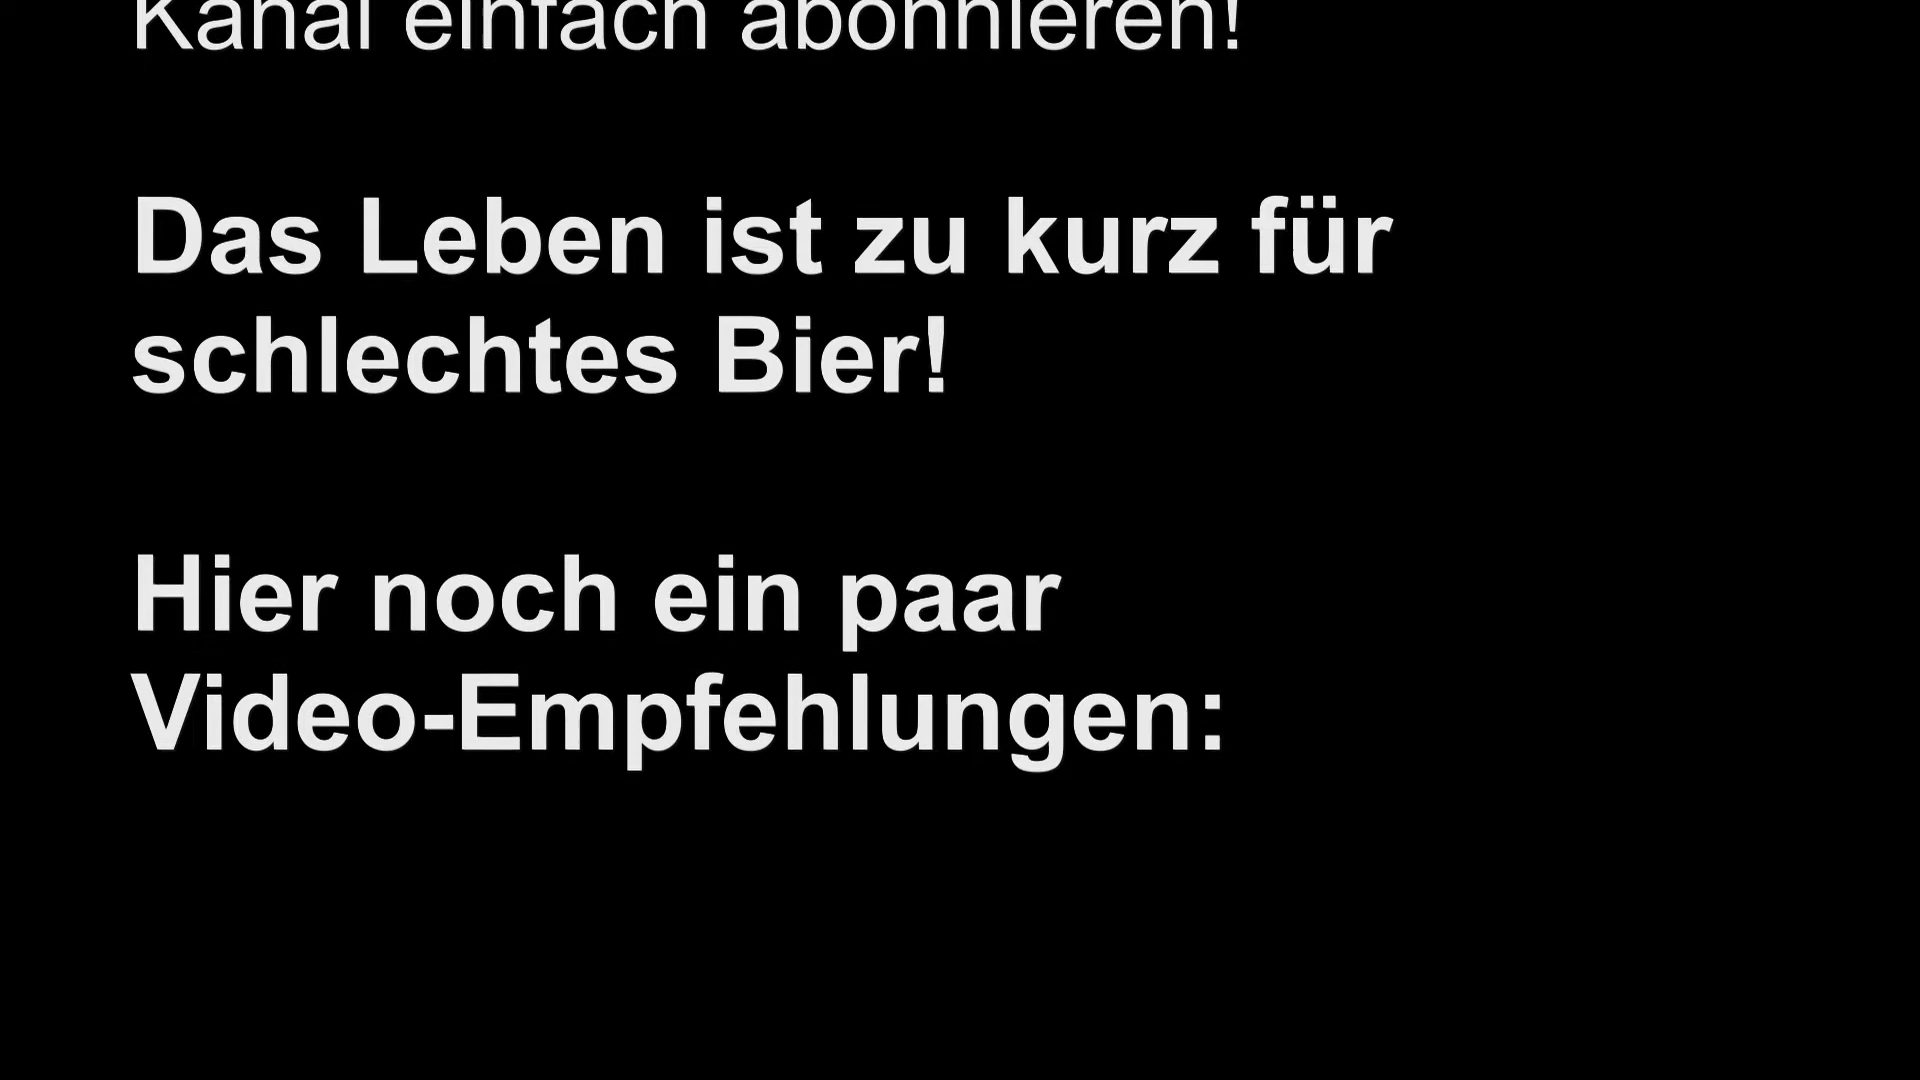 Kanal einfach abonnieren!
Das Leben ist zu kurz für
schlechtes Bier!
Hier noch ein paar
Video-Empfehlungen: